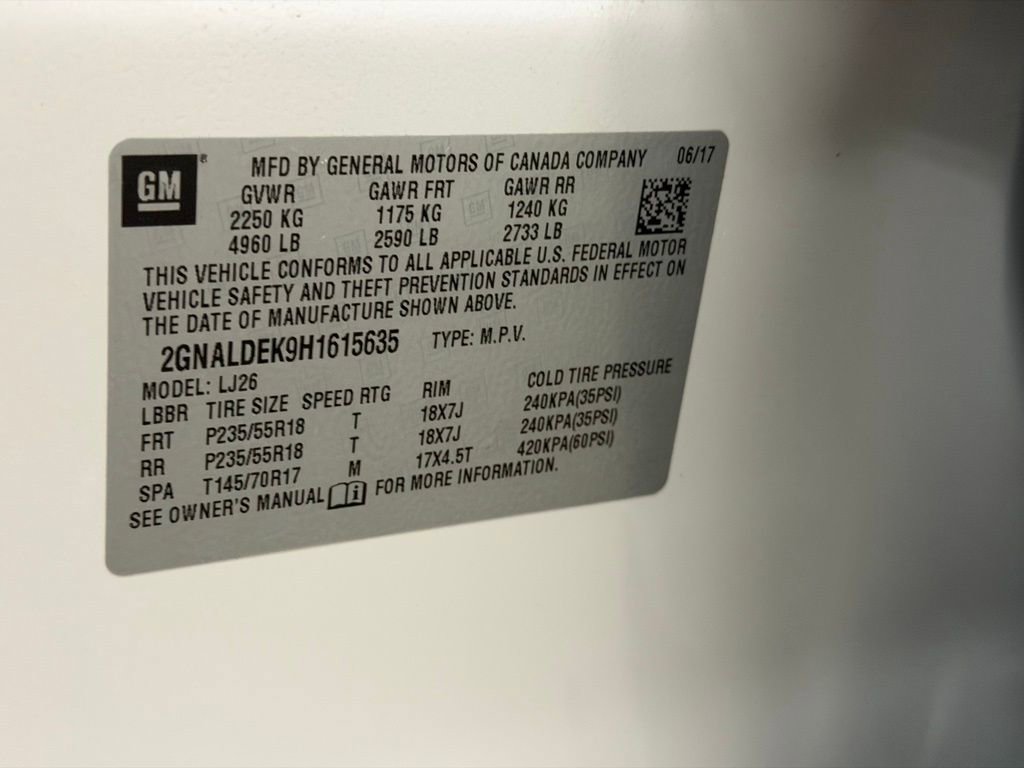 GM ® MFD BY GENERAL MOTORS OF CANADA COMPANY 06/17
GVWR GAWR FRT GAWR RR
2250 KG 1175 KG 1240 KG
4960 LB 2590 LB 2733 LB
THIS VEHICLE CONFORMS TO ALL APPLICABLE U.S. FEDERAL MOTOR
VEHICLE SAFETY AND THEFT PREVENTION STANDARDS IN EFFECT ON
THE DATE OF MANUFACTURE SHOWN ABOVE.
2GNALDEK9H1615635 TYPE: M.P.V.
MODEL: LJ26
LBBR TIRE SIZE SPEED RTG RIM COLD TIRE PRESSURE
FRT P235/55R18 T 18X7J 240KPA(35PSI)
RR P235/55R18 T 18X7J 240KPA(35PSI)
SPA T145/70R17 M 17X4.5T 420KPA(60PSI)
SEE OWNER'S MANUAL i FOR MORE INFORMATION.